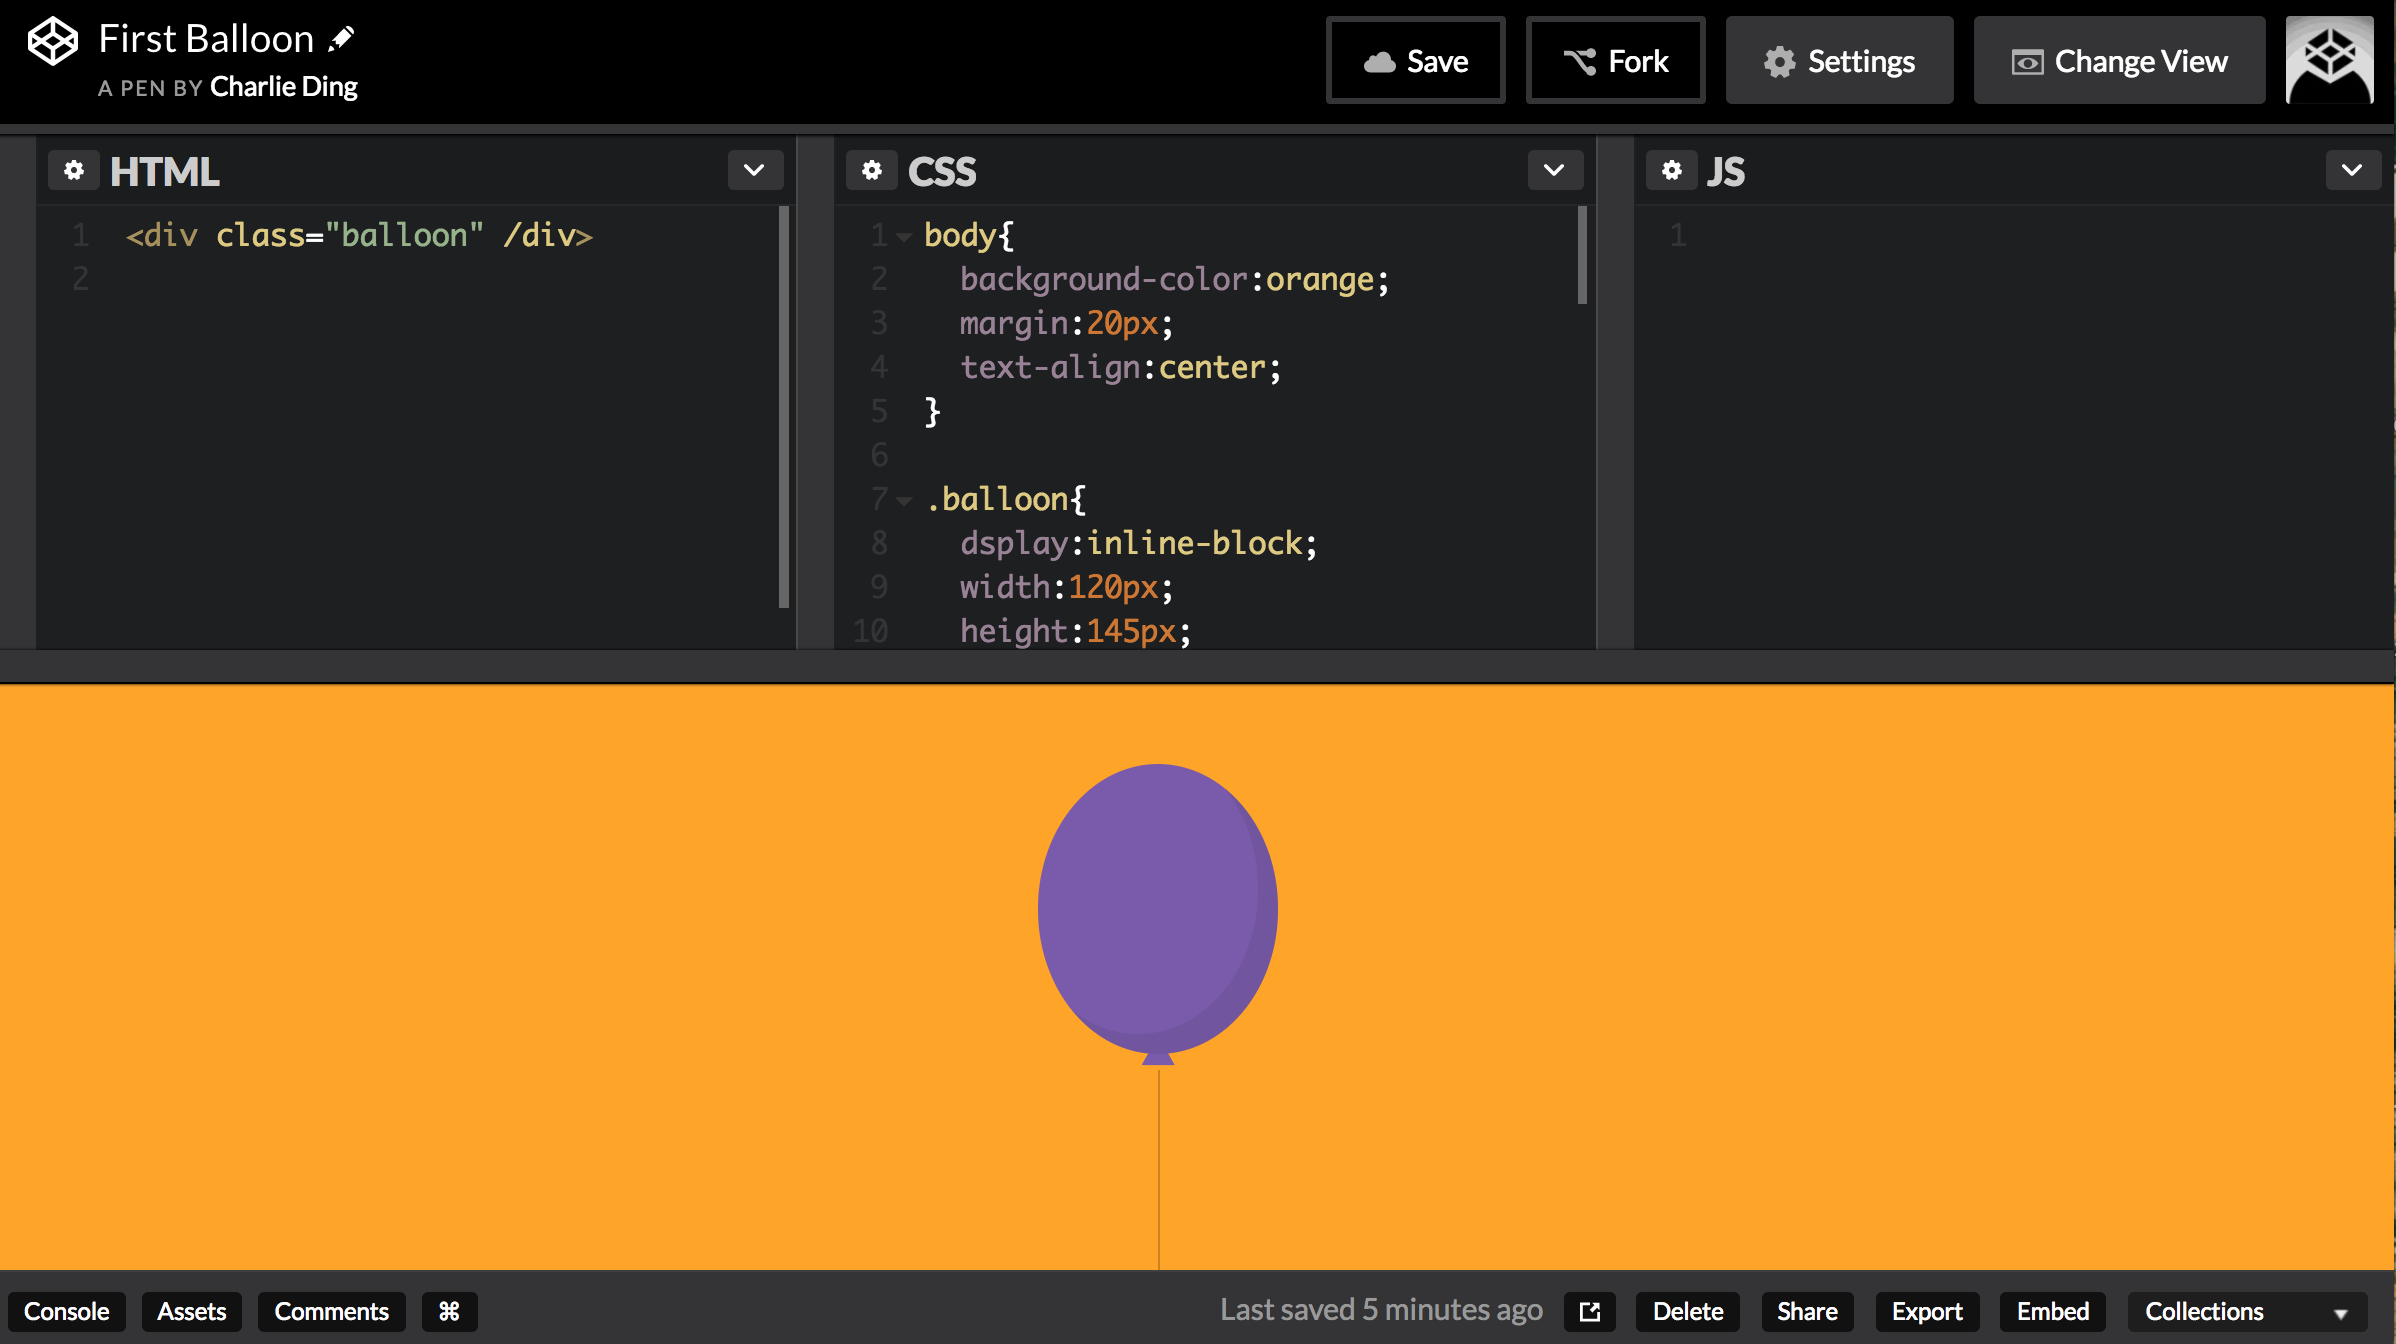 First Balloon
A PEN BY Charlie Ding
Save
Fork
Settings
Change View
HTML
1 <div class="balloon" /div>
2
CSS
1 body{
2 background-color:orange;
3 margin:20px;
4 text-align:center;
5 }
6
7 .balloon{
8 dsplay:inline-block;
9 width:120px;
10 height:145px;
JS
1
Console
Assets
Comments
⌘
Last saved 5 minutes ago
Delete
Share
Export
Embed
Collections